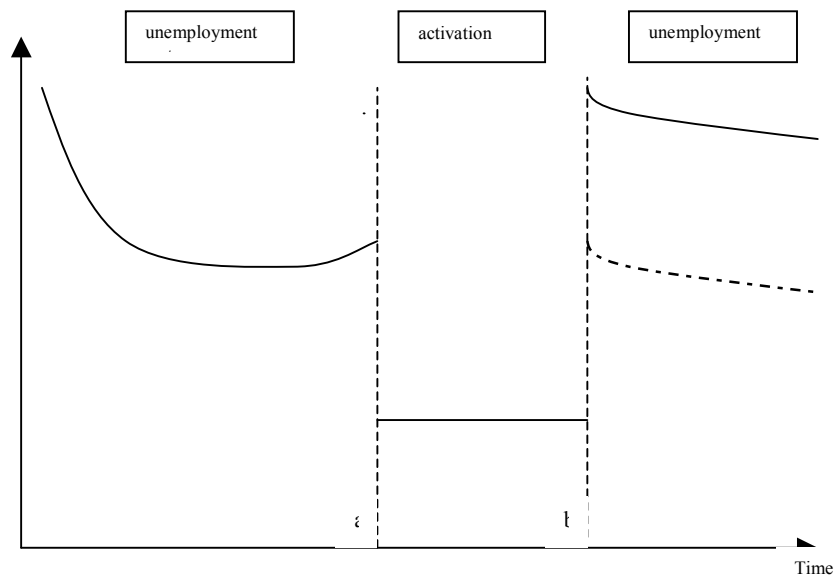 unemployment
activation
unemployment
a
b
Time